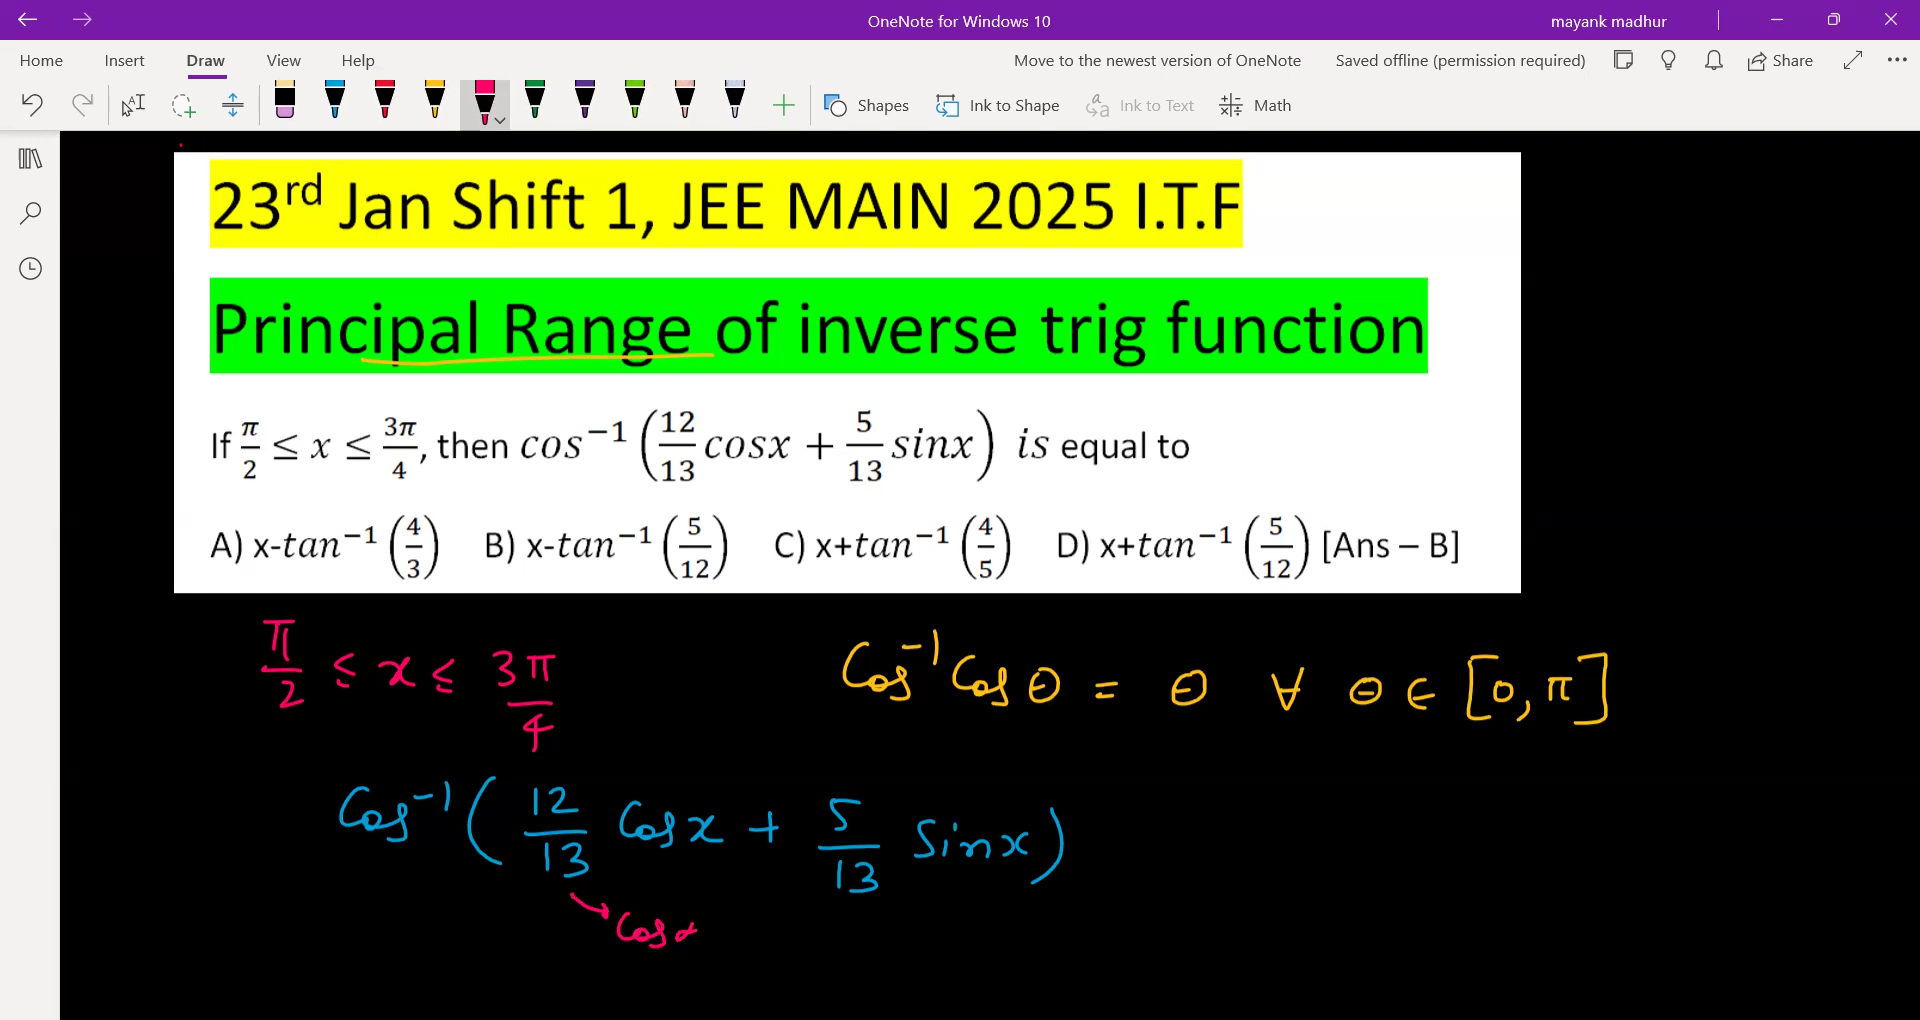 OneNote for Windows 10
mayank madhur
Home Insert Draw View Help
Move to the newest version of OneNote Saved offline (permission required) Share
Shapes Ink to Shape Ink to Text Math
23rd Jan Shift 1, JEE MAIN 2025 I.T.F
Principal Range of inverse trig function
If π/2 ≤ x ≤ 3π/4, then cos⁻¹(12/13 cosx + 5/13 sinx) is equal to
A) x-tan⁻¹(4/3) B) x-tan⁻¹(5/12) C) x+tan⁻¹(4/5) D) x+tan⁻¹(5/12) [Ans – B]
π/2 ≤ x ≤ 3π/4
Cos⁻¹ Cos θ = θ ∀ θ ∈ [0, π]
Cos⁻¹(12/13 Cosx + 5/13 Sinx)
Cos α